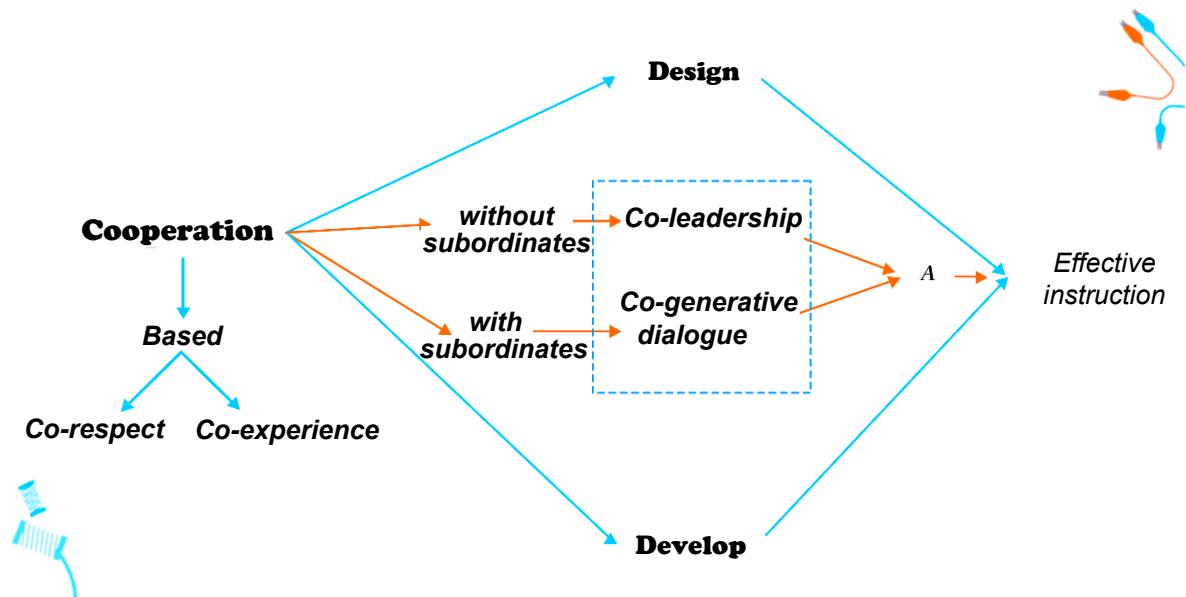 Design
without
subordinates
Co-leadership
Cooperation
A
Effective
instruction
Co-generative
dialogue
with
subordinates
Based
Co-respect
Co-experience
Develop